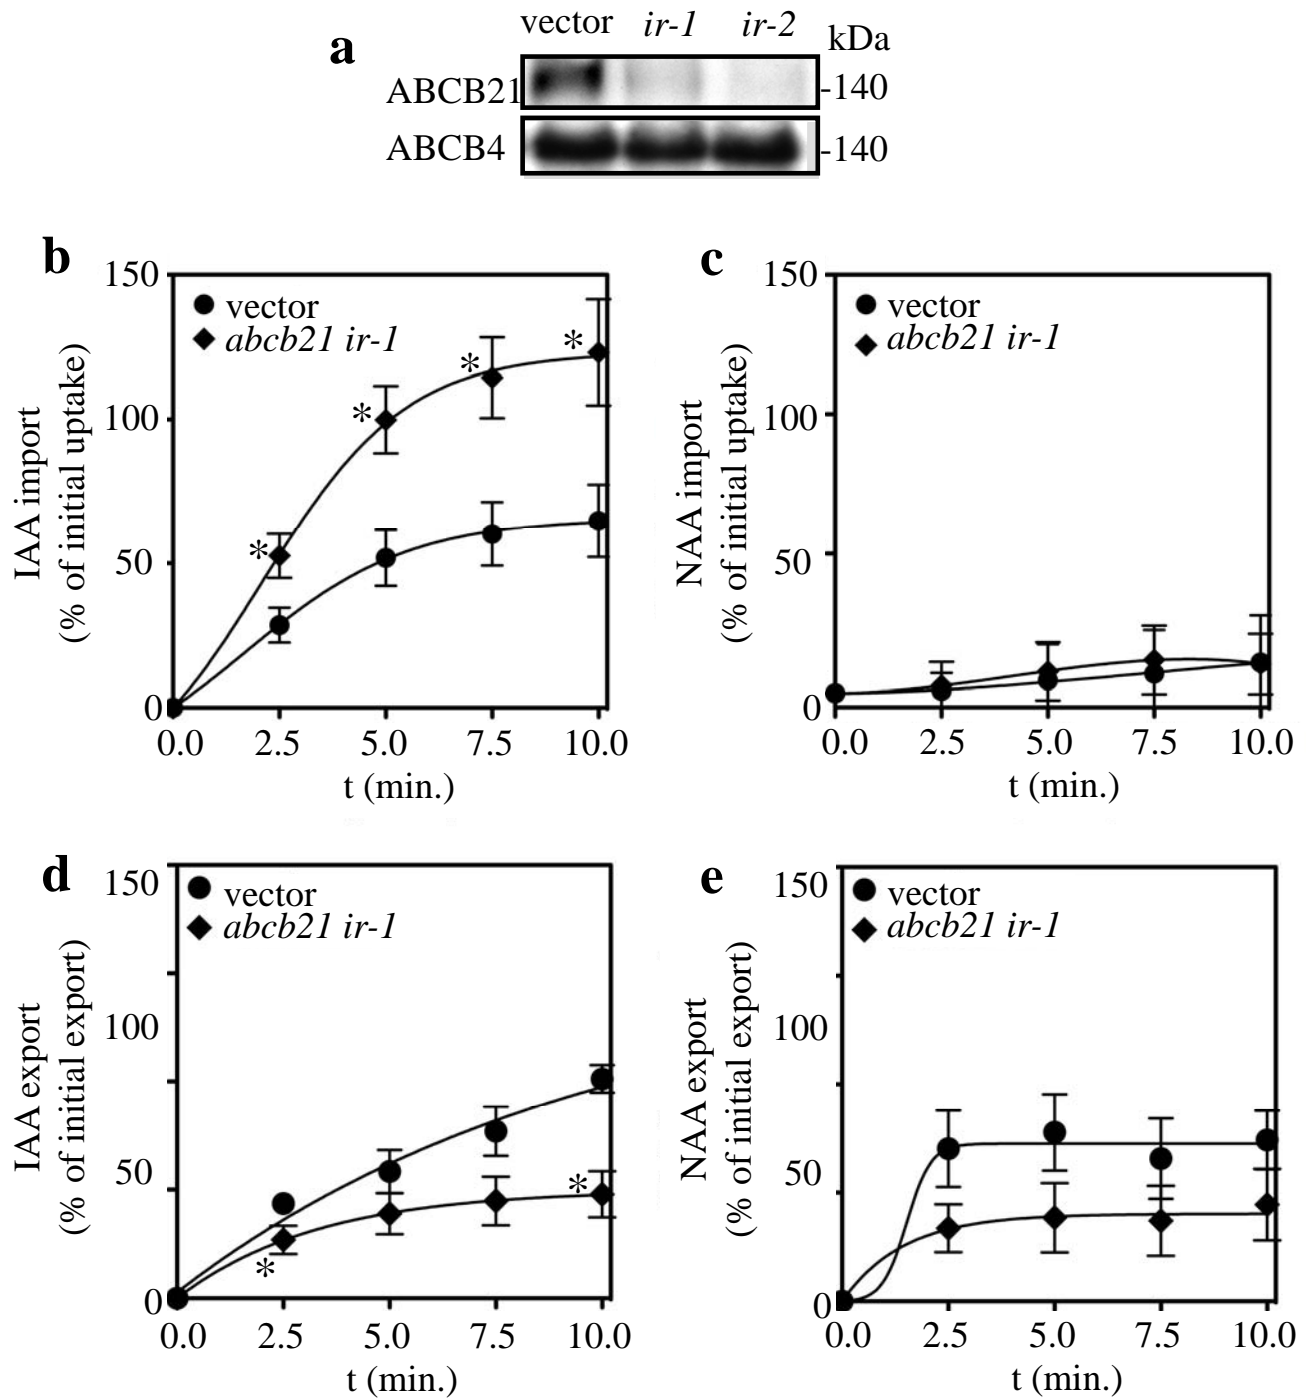 a
vector ir-1 ir-2 kDa
ABCB21 -140
ABCB4 -140
b
IAA import
(% of initial uptake)
150
100
50
0
vector
abcb21 ir-1
* * * *
0.0 2.5 5.0 7.5 10.0
t (min.)
c
NAA import
(% of initial uptake)
150
100
50
0
vector
abcb21 ir-1
0.0 2.5 5.0 7.5 10.0
t (min.)
d
IAA export
(% of initial export)
150
100
50
0
vector
abcb21 ir-1
* *
0.0 2.5 5.0 7.5 10.0
t (min.)
e
NAA export
(% of initial export)
150
100
50
0
vector
abcb21 ir-1
0.0 2.5 5.0 7.5 10.0
t (min.)